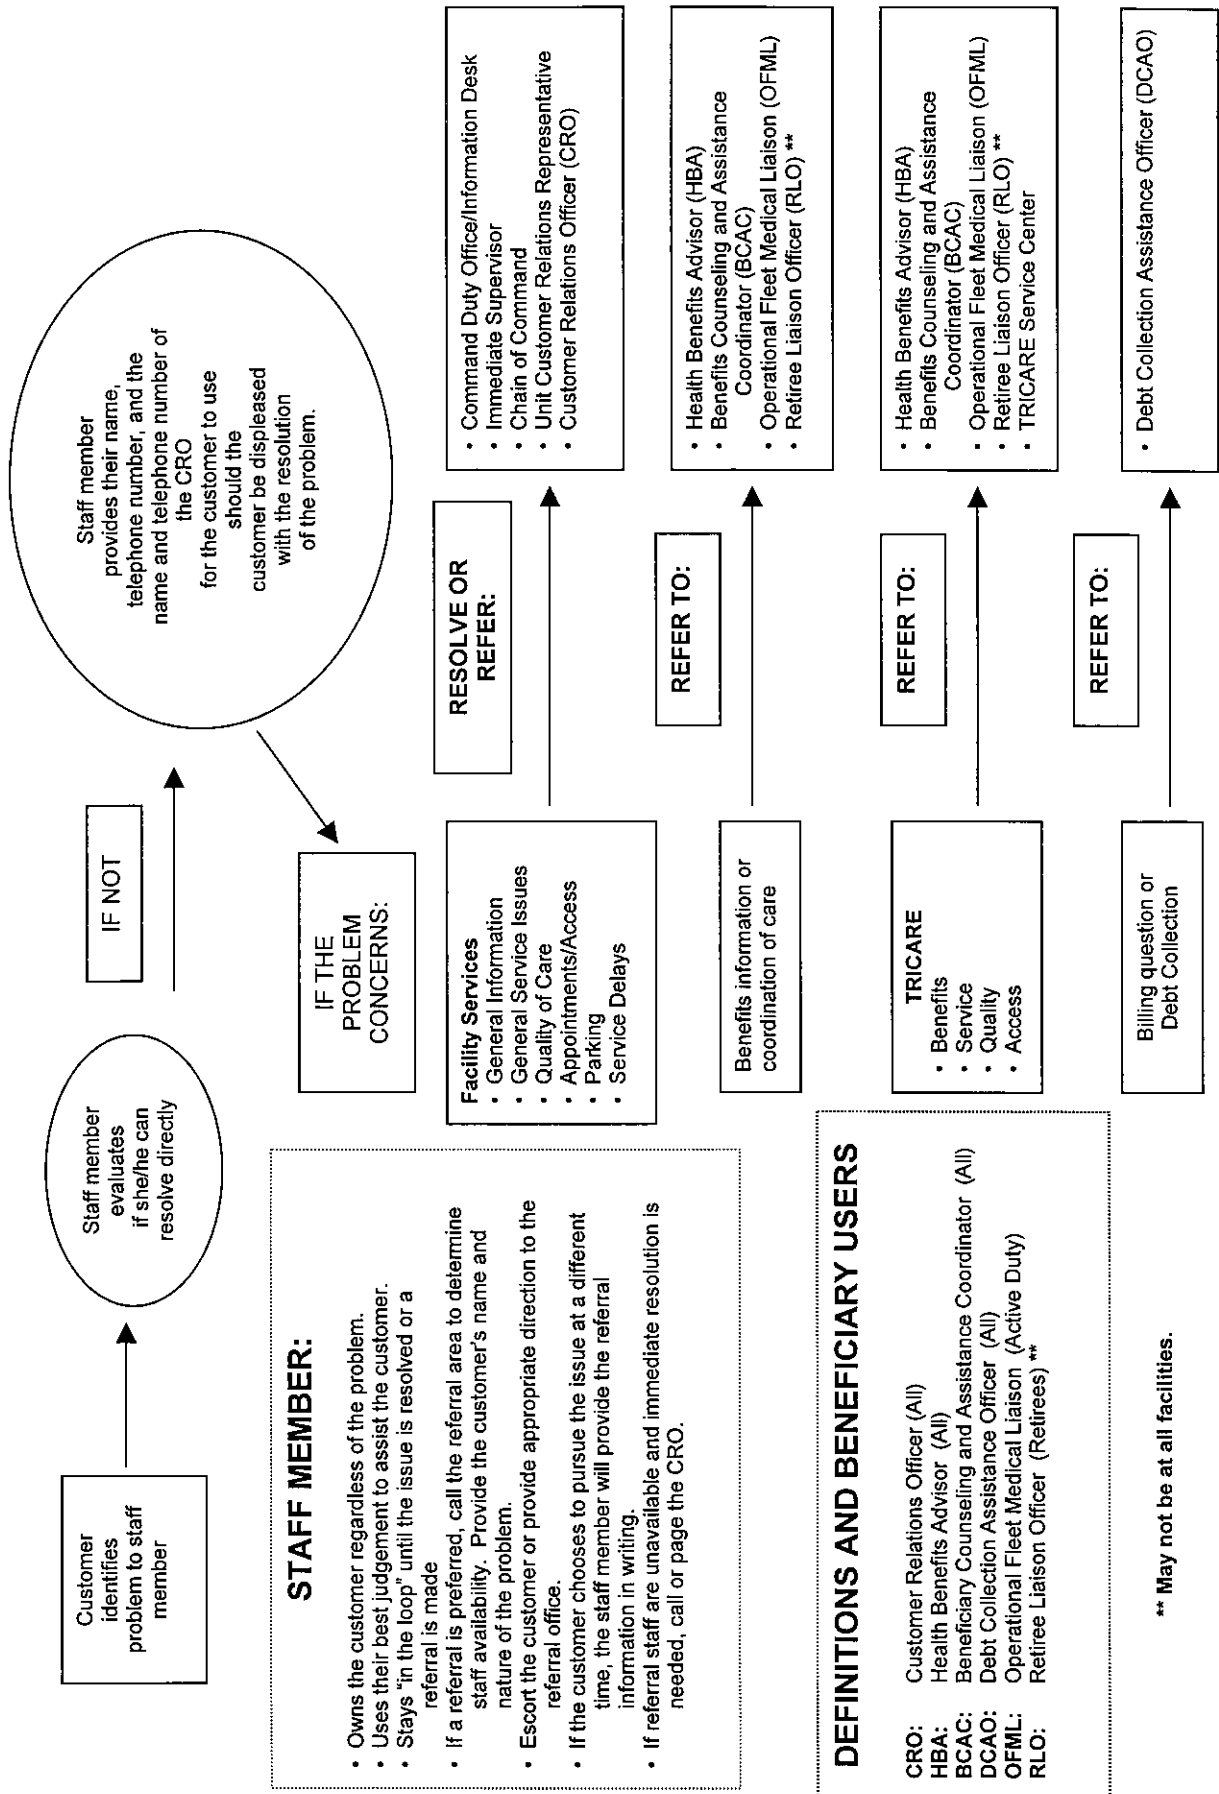 Customer
identifies
problem to staff
member
Staff member
evaluates
if she/he can
resolve directly
IF NOT
Staff member
provides their name,
telephone number, and the
name and telephone number of
the CRO
for the customer to use
should the
customer be displeased
with the resolution
of the problem.
STAFF MEMBER:
• Owns the customer regardless of the problem.
• Uses their best judgement to assist the customer.
• Stays "in the loop" until the issue is resolved or a
referral is made
• If a referral is preferred, call the referral area to determine
staff availability. Provide the customer's name and
nature of the problem.
• Escort the customer or provide appropriate direction to the
referral office.
• If the customer chooses to pursue the issue at a different
time, the staff member will provide the referral
information in writing.
• If referral staff are unavailable and immediate resolution is
needed, call or page the CRO.
IF THE
PROBLEM
CONCERNS:
Facility Services
• General Information
• General Service Issues
• Quality of Care
• Appointments/Access
• Parking
• Service Delays
RESOLVE OR
REFER:
• Command Duty Office/Information Desk
• Immediate Supervisor
• Chain of Command
• Unit Customer Relations Representative
• Customer Relations Officer (CRO)
Benefits information or
coordination of care
REFER TO:
• Health Benefits Advisor (HBA)
• Benefits Counseling and Assistance
Coordinator (BCAC)
• Operational Fleet Medical Liaison (OFML)
• Retiree Liaison Officer (RLO) **
TRICARE
• Benefits
• Service
• Quality
• Access
REFER TO:
• Health Benefits Advisor (HBA)
• Benefits Counseling and Assistance
Coordinator (BCAC)
• Operational Fleet Medical Liaison (OFML)
• Retiree Liaison Officer (RLO) **
• TRICARE Service Center
Billing question or
Debt Collection
REFER TO:
• Debt Collection Assistance Officer (DCAO)
DEFINITIONS AND BENEFICIARY USERS
CRO: Customer Relations Officer (All)
HBA: Health Benefits Advisor (All)
BCAC: Beneficiary Counseling and Assistance Coordinator (All)
DCAO: Debt Collection Assistance Officer (All)
OFML: Operational Fleet Medical Liaison (Active Duty)
RLO: Retiree Liaison Officer (Retirees) **
** May not be at all facilities.